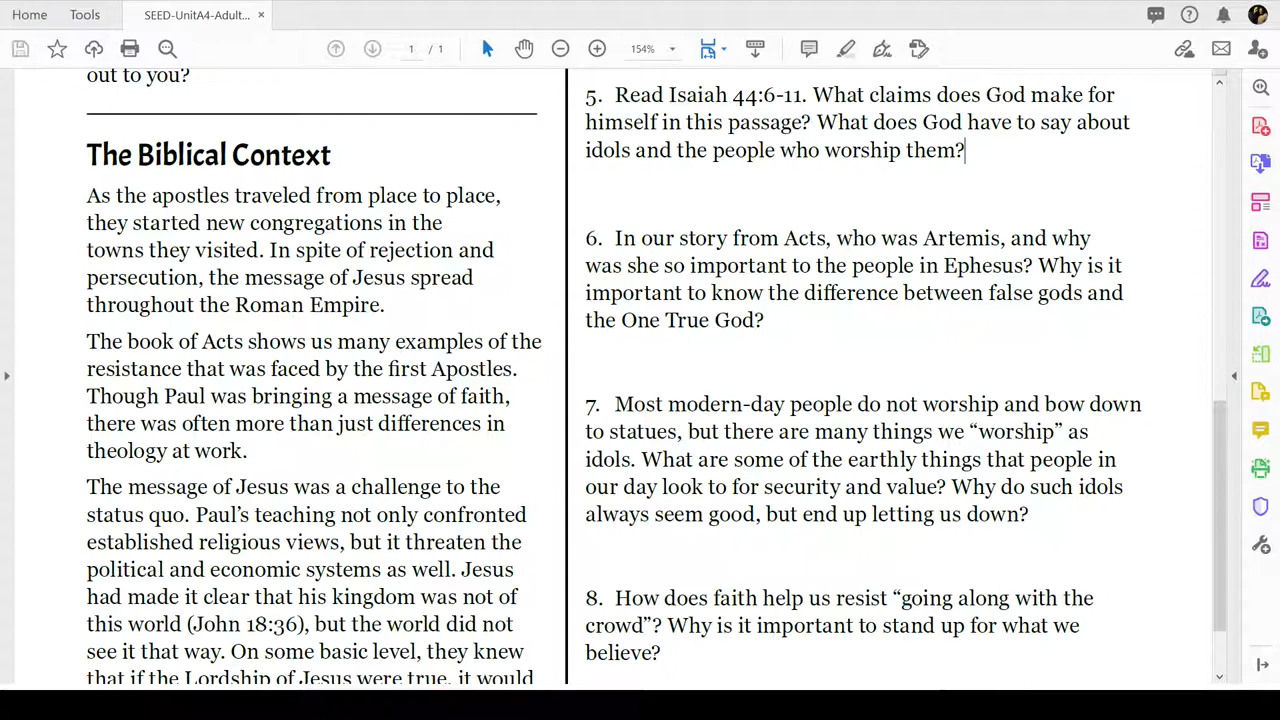 Home
Tools
SEED-UnitA4-Adult... ×
1 / 1
154%
out to you?
The Biblical Context
As the apostles traveled from place to place,
they started new congregations in the
towns they visited. In spite of rejection and
persecution, the message of Jesus spread
throughout the Roman Empire.
The book of Acts shows us many examples of the
resistance that was faced by the first Apostles.
Though Paul was bringing a message of faith,
there was often more than just differences in
theology at work.
The message of Jesus was a challenge to the
status quo. Paul’s teaching not only confronted
established religious views, but it threaten the
political and economic systems as well. Jesus
had made it clear that his kingdom was not of
this world (John 18:36), but the world did not
see it that way. On some basic level, they knew
that if the Lordship of Jesus were true, it would
5. Read Isaiah 44:6-11. What claims does God make for
himself in this passage? What does God have to say about
idols and the people who worship them?
6. In our story from Acts, who was Artemis, and why
was she so important to the people in Ephesus? Why is it
important to know the difference between false gods and
the One True God?
7. Most modern-day people do not worship and bow down
to statues, but there are many things we “worship” as
idols. What are some of the earthly things that people in
our day look to for security and value? Why do such idols
always seem good, but end up letting us down?
8. How does faith help us resist “going along with the
crowd”? Why is it important to stand up for what we
believe?